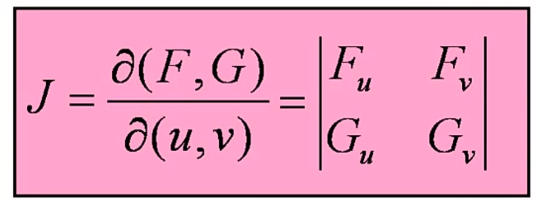 J = ∂(F,G)/∂(u,v) = |F_u F_v|
|G_u G_v|